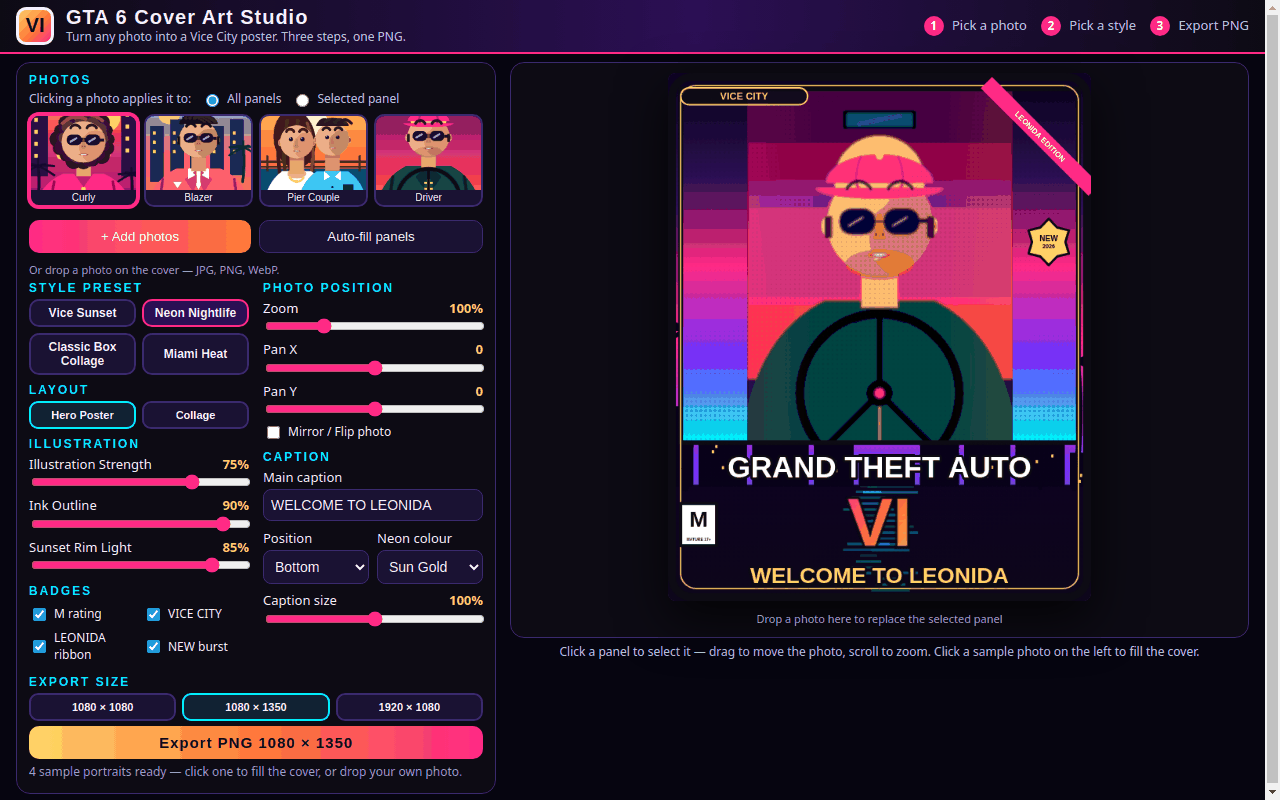 VI
GTA 6 Cover Art Studio
Turn any photo into a Vice City poster. Three steps, one PNG.
1 Pick a photo
2 Pick a style
3 Export PNG
PHOTOS
Clicking a photo applies it to:
All panels
Selected panel
Curly
Blazer
Pier Couple
Driver
+ Add photos
Auto-fill panels
Or drop a photo on the cover — JPG, PNG, WebP.
STYLE PRESET
Vice Sunset
Neon Nightlife
Classic Box
Collage
Miami Heat
LAYOUT
Hero Poster
Collage
ILLUSTRATION
Illustration Strength 75%
Ink Outline 90%
Sunset Rim Light 85%
BADGES
M rating
VICE CITY
LEONIDA
ribbon
NEW burst
PHOTO POSITION
Zoom 100%
Pan X 0
Pan Y 0
Mirror / Flip photo
CAPTION
Main caption
WELCOME TO LEONIDA
Position
Neon colour
Bottom
Sun Gold
Caption size 100%
EXPORT SIZE
1080 × 1080
1080 × 1350
1920 × 1080
Export PNG 1080 × 1350
4 sample portraits ready — click one to fill the cover, or drop your own photo.
VICE CITY
LEONIDA EDITION
NEW
2026
GRAND THEFT AUTO
VI
M
MATURE 17+
WELCOME TO LEONIDA
Drop a photo here to replace the selected panel
Click a panel to select it — drag to move the photo, scroll to zoom. Click a sample photo on the left to fill the cover.